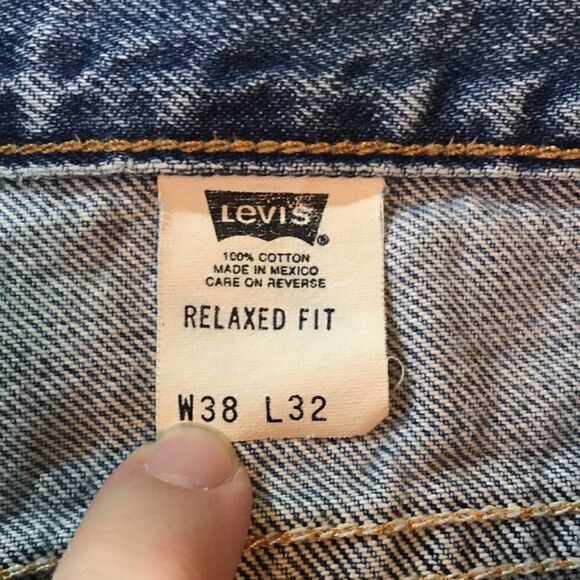 Levi's ®
100% COTTON
MADE IN MEXICO
CARE ON REVERSE
RELAXED FIT
W38 L32